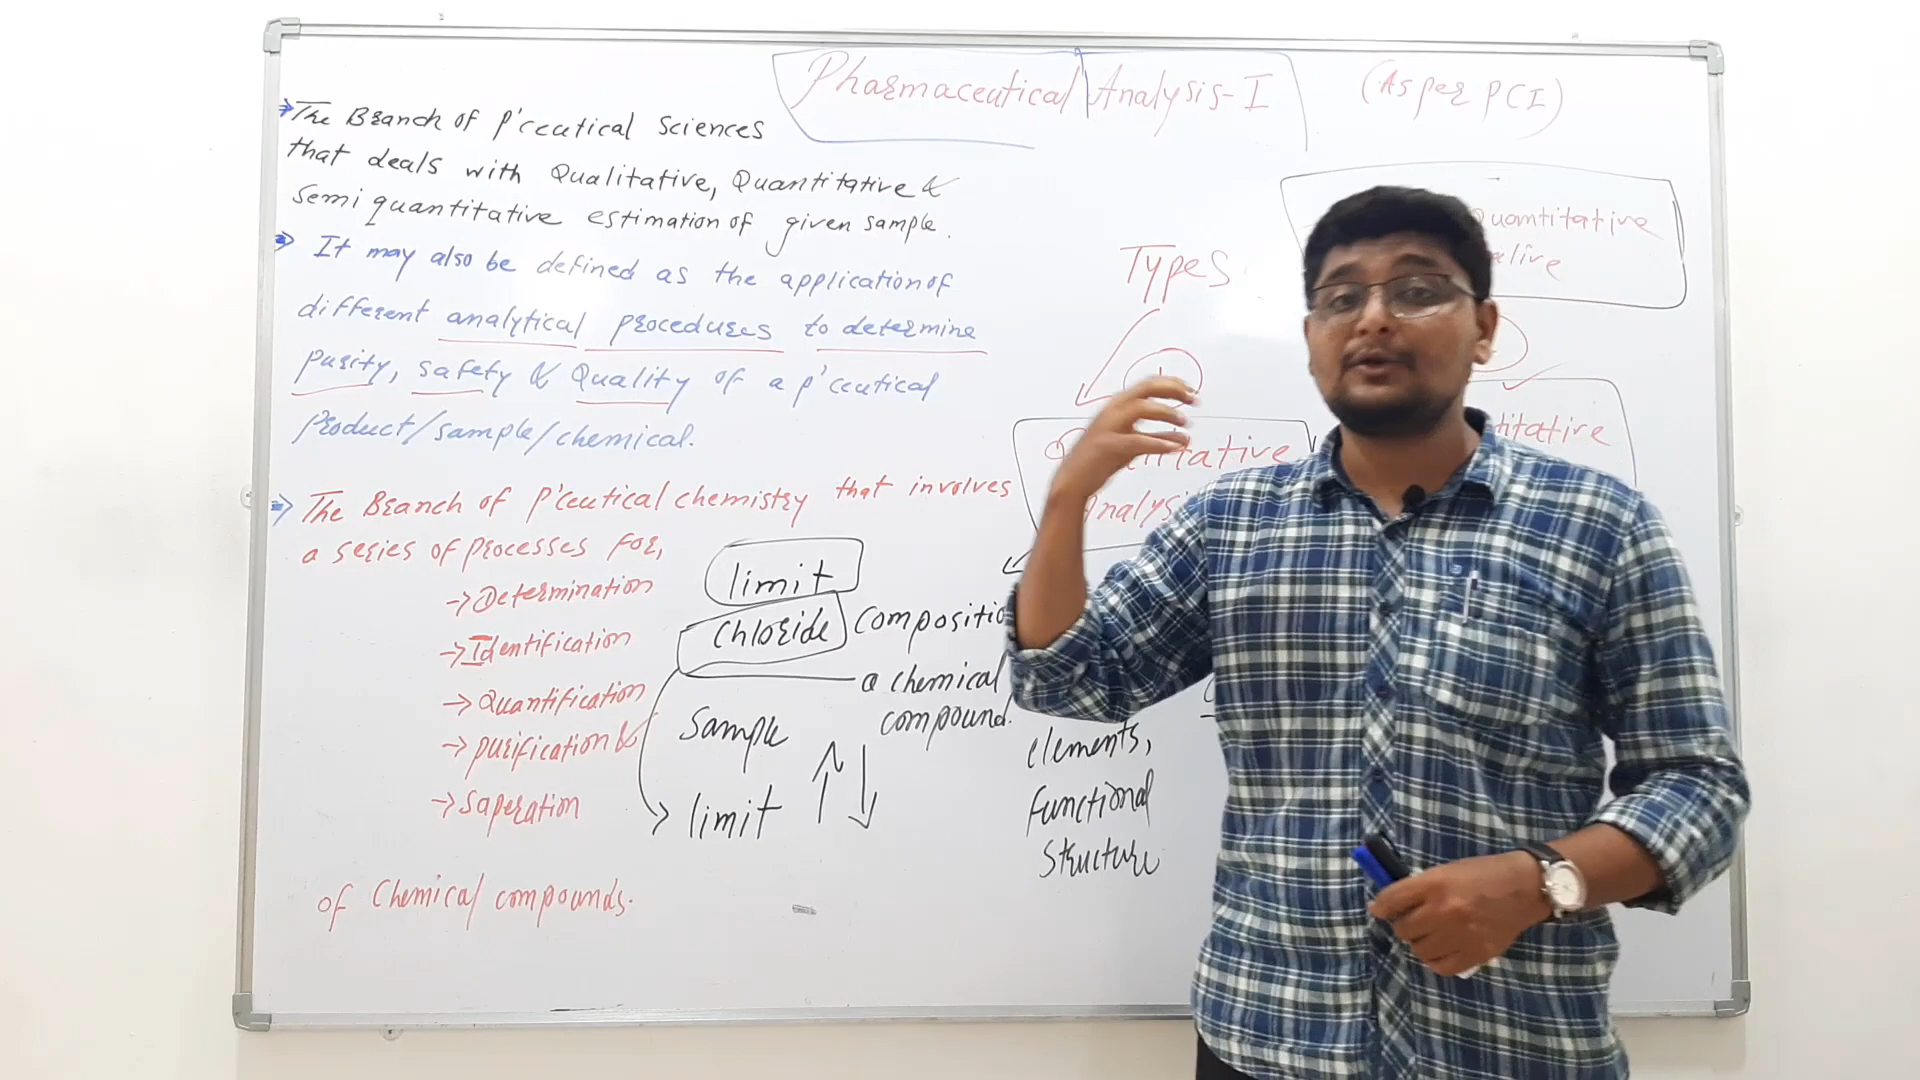 Pharmaceutical Analysis-I (As per PCI)
⇒ The Branch of p'ceutical sciences
that deals with Qualitative, Quantitative &
semi quantitative estimation of given sample.
⇒ It may also be defined as the application of
different analytical procedures to determine
purity, safety & Quality of a p'ceutical
product/sample/chemical.
⇒ The Branch of p'ceutical chemistry that involves
a series of processes for,
→ Determination
→ Identification
→ Quantification
→ purification &
→ Saperation
of Chemical compounds.
limit
chloride
sample
→ limit ↑ ↓
a chemical
compound.
elements,
functional
structure
Types
Quantitative
Analysis